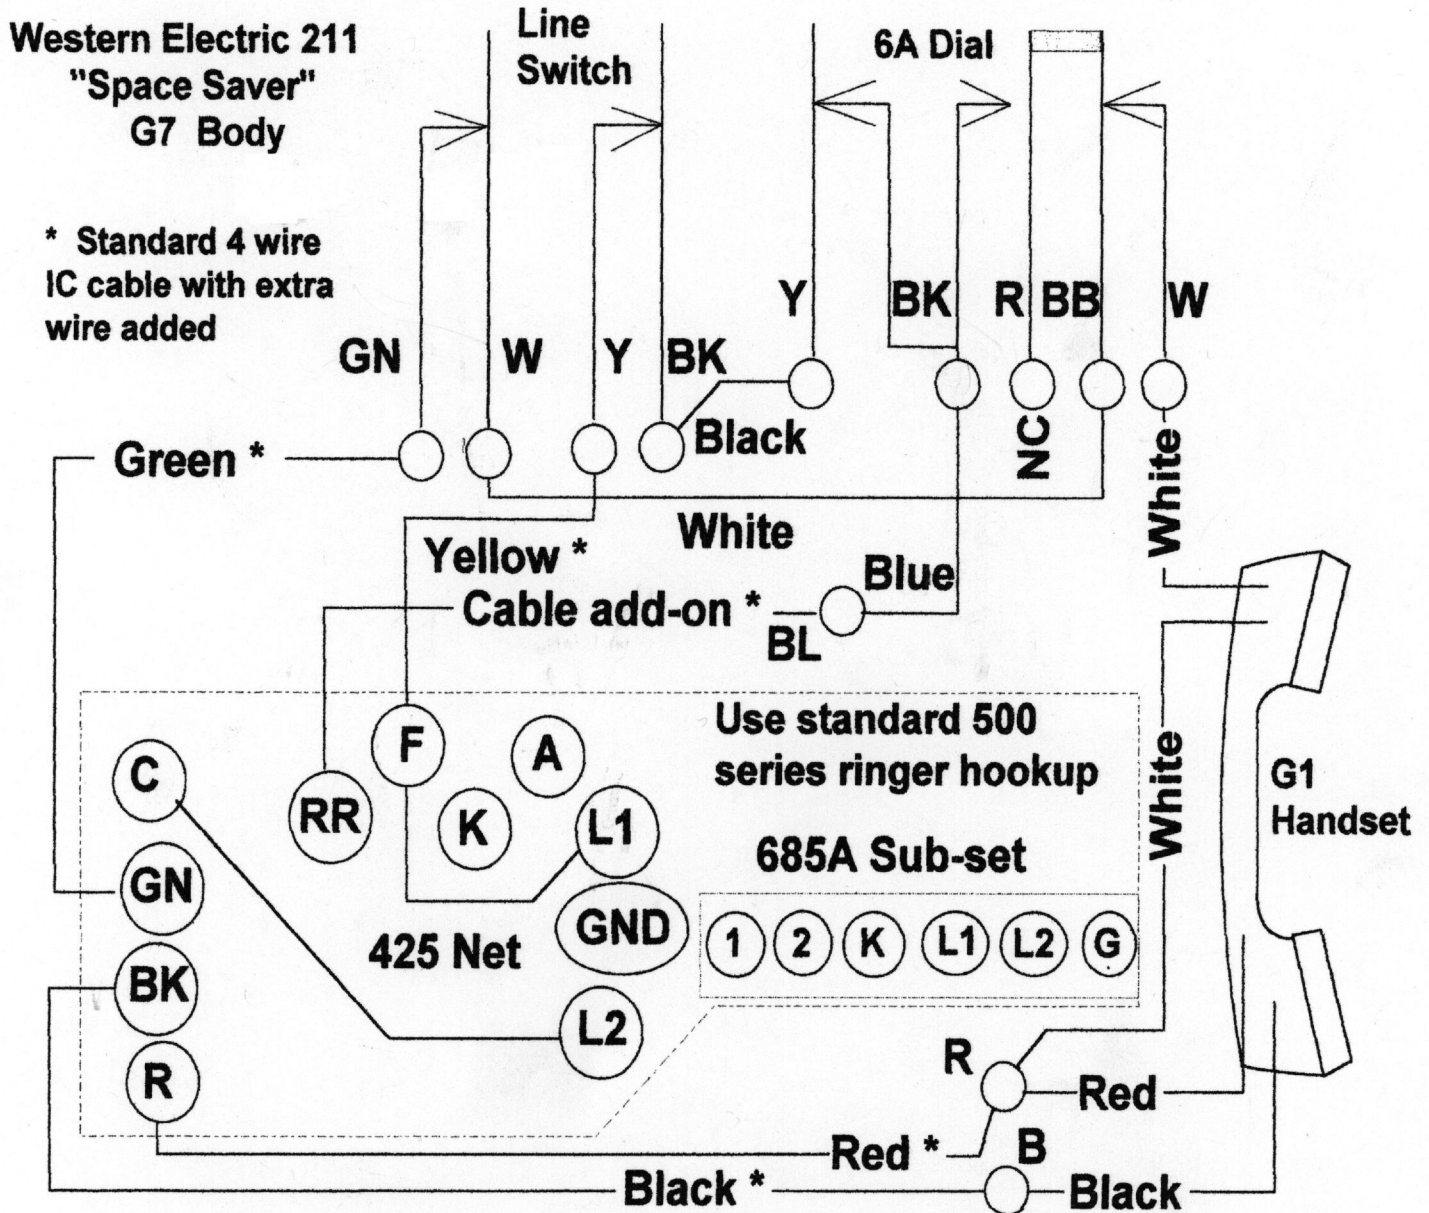 Western Electric 211
"Space Saver"
G7 Body
Line
Switch
6A Dial
* Standard 4 wire
IC cable with extra
wire added
GN
W
Y
BK
Y
BK
R
BB
W
Green *
Black
NC
White
White
Yellow *
Blue
Cable add-on *
BL
White
Use standard 500
series ringer hookup
C
RR
F
A
K
L1
G1
Handset
GN
685A Sub-set
GND
425 Net
1
2
K
L1
L2
G
BK
L2
R
R
Red
Red *
B
Black *
Black